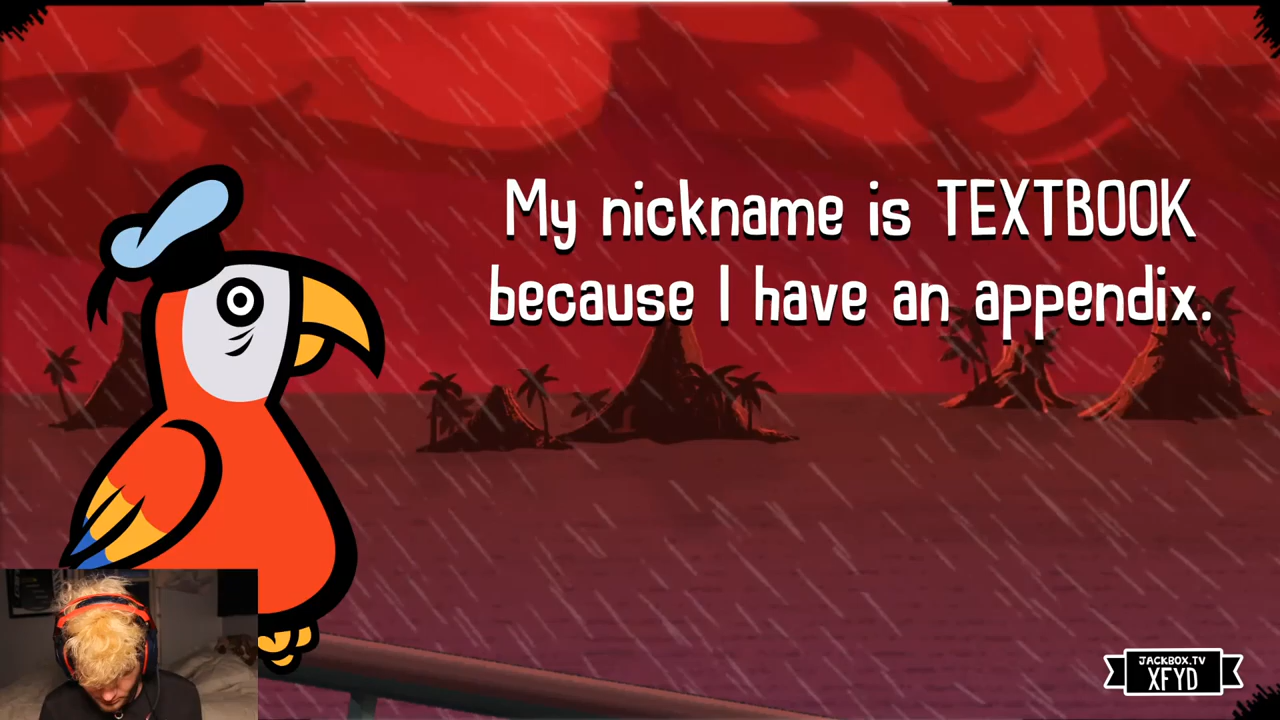 My nickname is TEXTBOOK
because I have an appendix.
JACKBOX.TV
XFYD